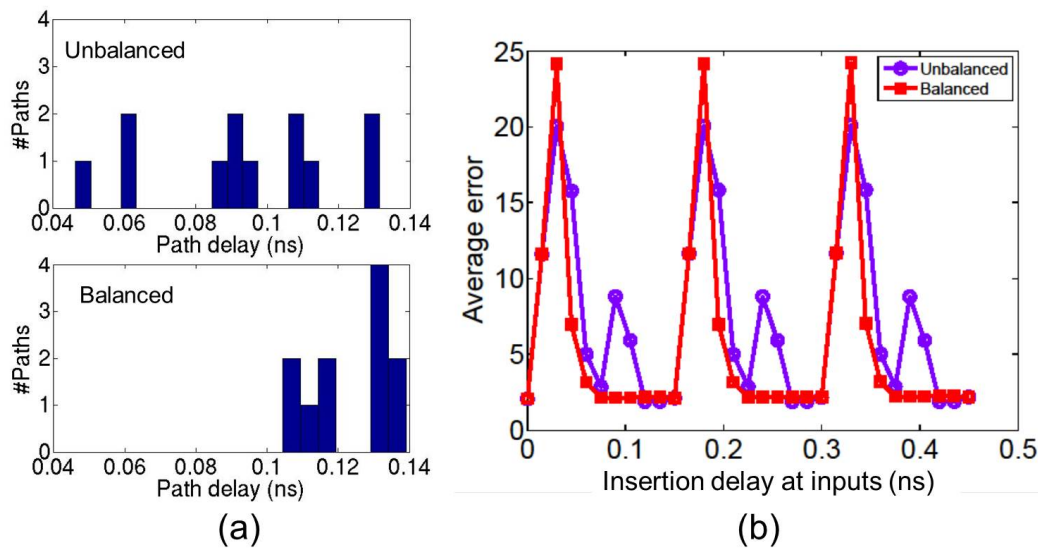 4
3
2
1
0
#Paths
Unbalanced
0.04 0.06 0.08 0.1 0.12 0.14
Path delay (ns)
4
3
2
1
0
#Paths
Balanced
0.04 0.06 0.08 0.1 0.12 0.14
Path delay (ns)
(a)
25
20
15
10
5
0
Average error
Unbalanced
Balanced
0 0.1 0.2 0.3 0.4 0.5
Insertion delay at inputs (ns)
(b)